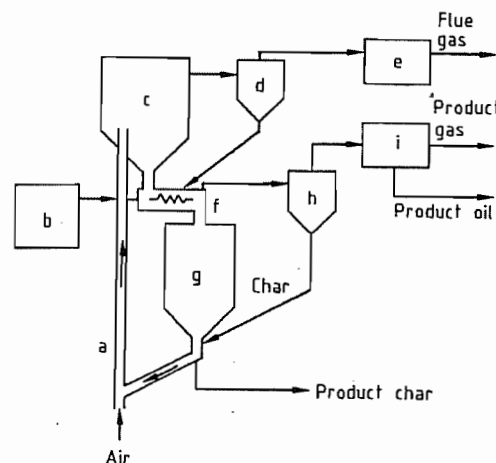 Flue
gas
d
e
c
Product
gas
i
h
f
Product oil
b
g
Char
a
Product char
Air